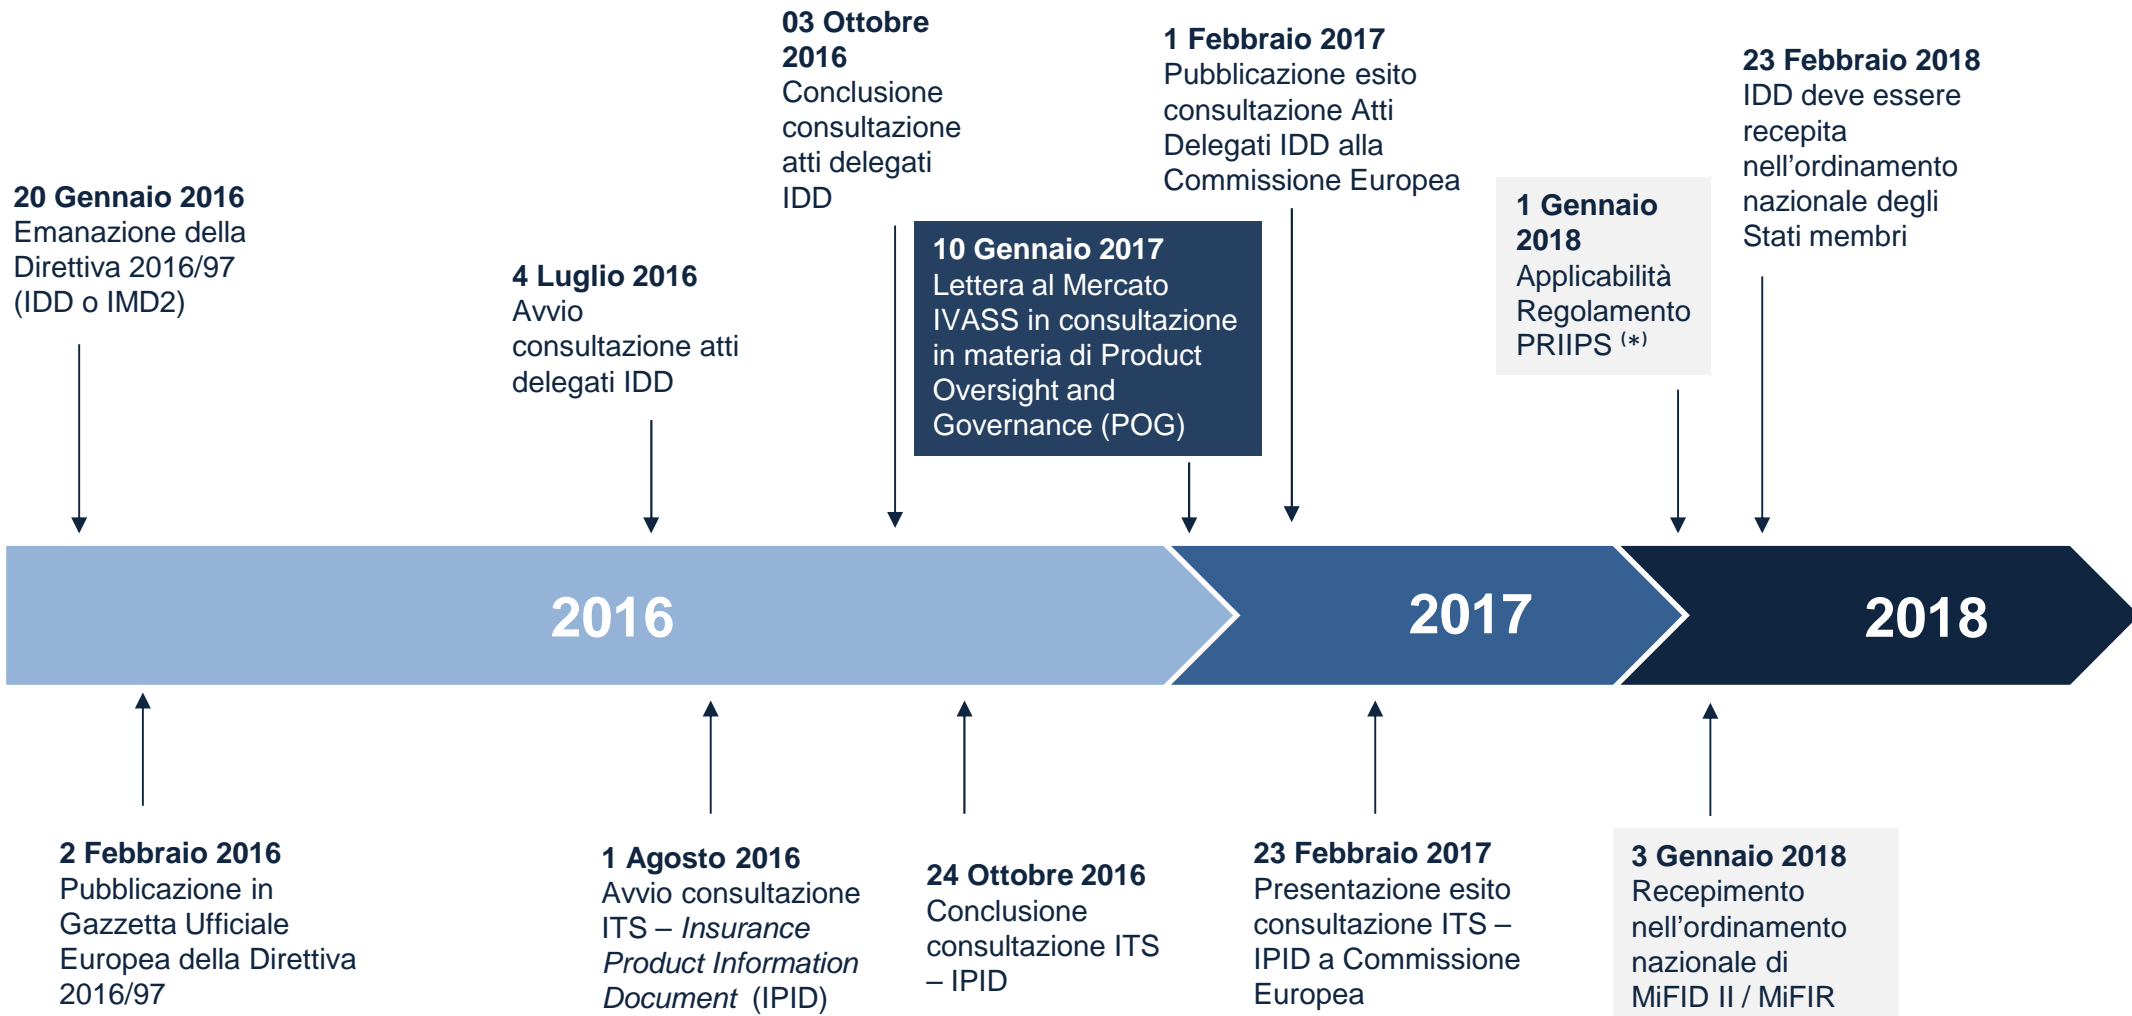 20 Gennaio 2016
Emanazione della
Direttiva 2016/97
(IDD o IMD2)
4 Luglio 2016
Avvio
consultazione atti
delegati IDD
03 Ottobre
2016
Conclusione
consultazione
atti delegati
IDD
10 Gennaio 2017
Lettera al Mercato
IVASS in consultazione
in materia di Product
Oversight and
Governance (POG)
1 Febbraio 2017
Pubblicazione esito
consultazione Atti
Delegati IDD alla
Commissione Europea
1 Gennaio
2018
Applicabilità
Regolamento
PRIIPS (*)
23 Febbraio 2018
IDD deve essere
recepita
nell’ordinamento
nazionale degli
Stati membri
2016
2017
2018
2 Febbraio 2016
Pubblicazione in
Gazzetta Ufficiale
Europea della Direttiva
2016/97
1 Agosto 2016
Avvio consultazione
ITS – Insurance
Product Information
Document (IPID)
24 Ottobre 2016
Conclusione
consultazione ITS
– IPID
23 Febbraio 2017
Presentazione esito
consultazione ITS –
IPID a Commissione
Europea
3 Gennaio 2018
Recepimento
nell’ordinamento
nazionale di
MiFID II / MiFIR